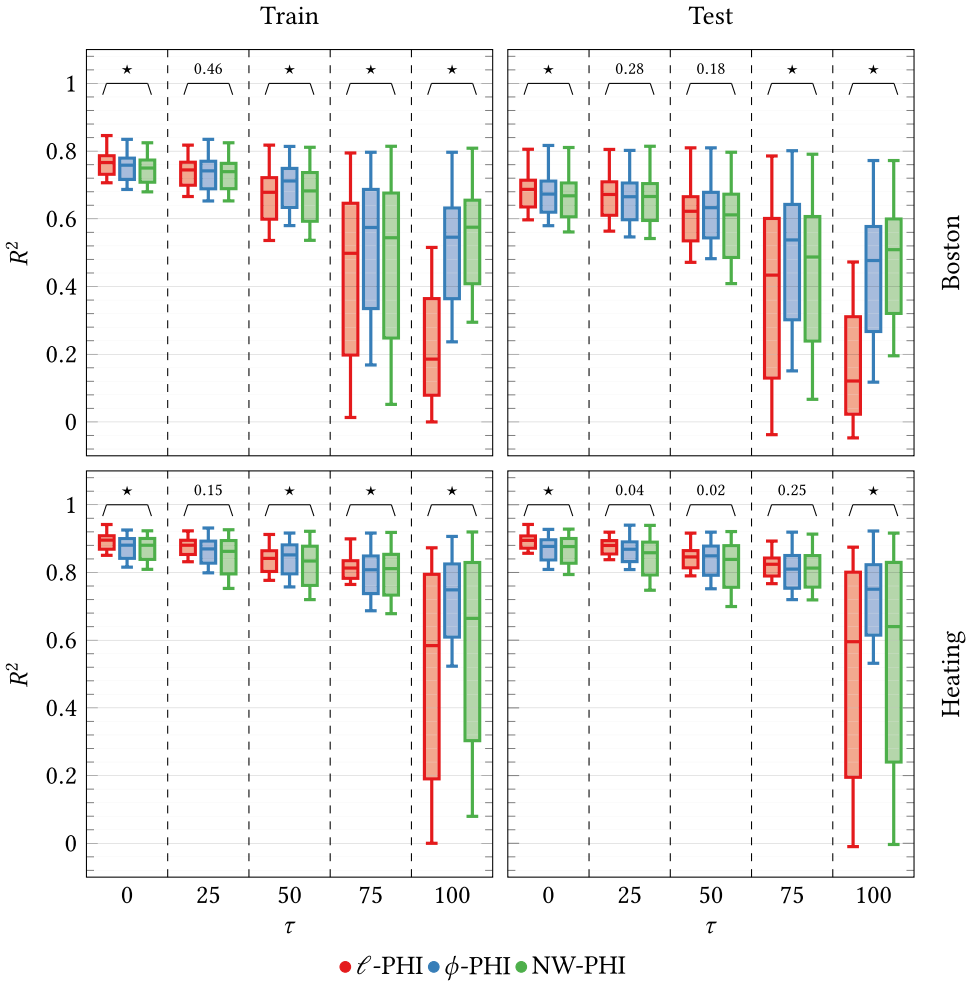 Train Test
★ 0.46 ★ ★ ★ ★ 0.28 0.18 ★ ★
1
0.8
0.6
0.4
0.2
0
R²
Boston
★ 0.15 ★ ★ ★ ★ 0.04 0.02 0.25 ★
1
0.8
0.6
0.4
0.2
0
R²
Heating
0 25 50 75 100 0 25 50 75 100
τ τ
ℓ-PHI ϕ-PHI NW-PHI